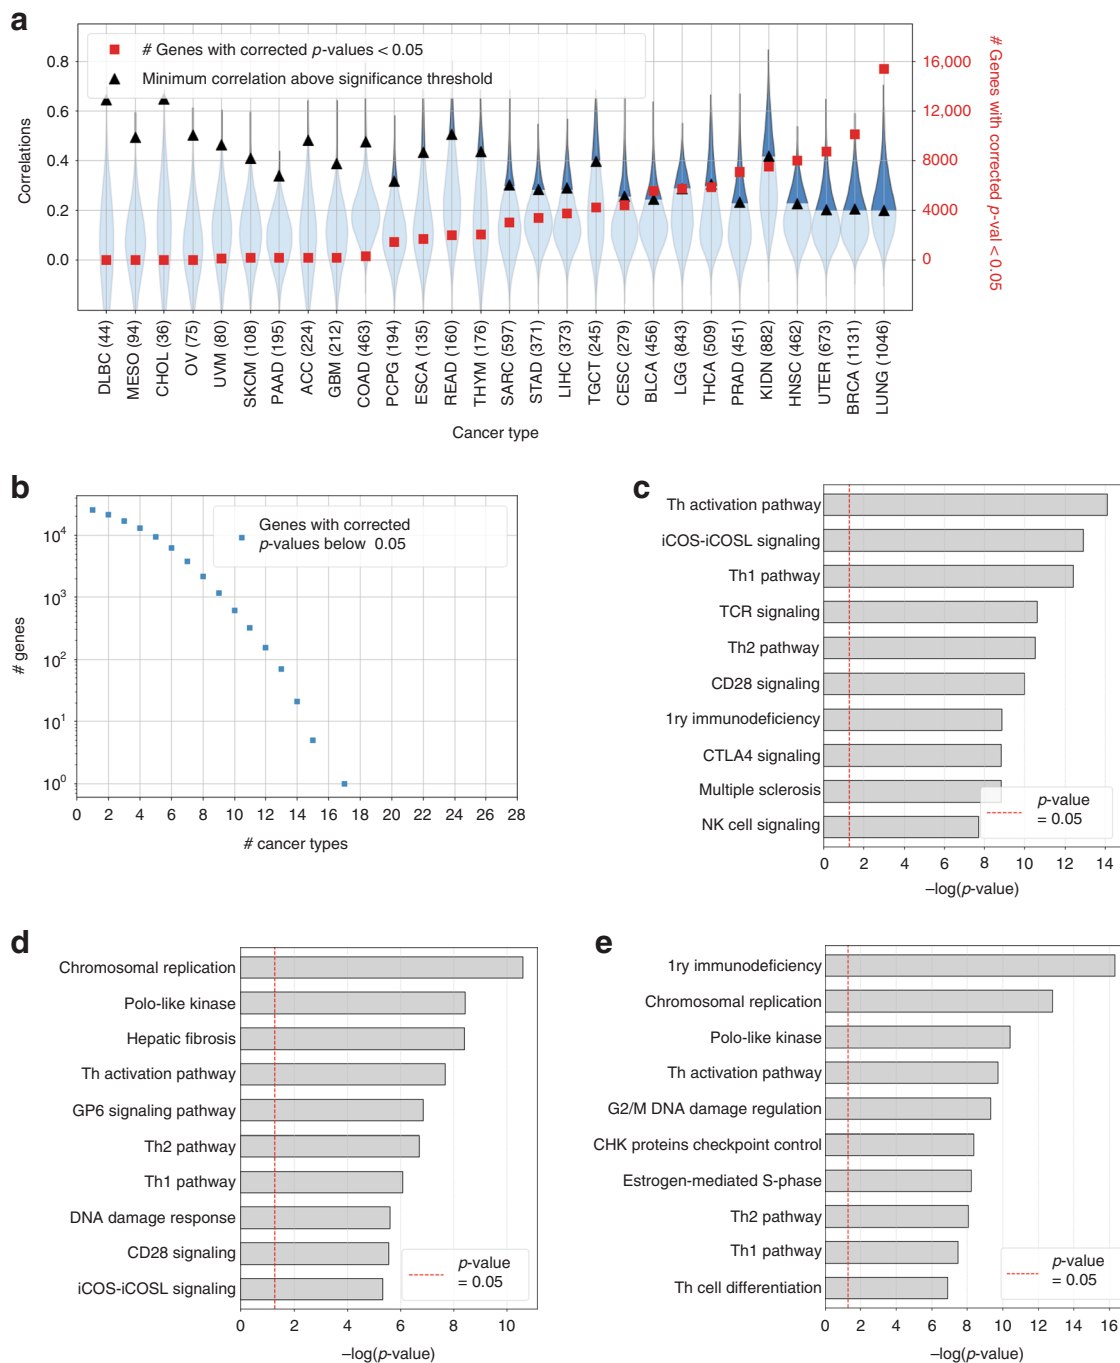 a
# Genes with corrected p-values < 0.05
Minimum correlation above significance threshold
Correlations
0.8
0.6
0.4
0.2
0.0
16,000
12,000
8000
4000
0
# Genes with corrected p-val < 0.05
DLBC (44)
MESO (94)
CHOL (36)
OV (75)
UVM (80)
SKCM (108)
PAAD (195)
ACC (224)
GBM (212)
COAD (463)
PCPG (194)
ESCA (135)
READ (160)
THYM (176)
SARC (597)
STAD (371)
LIHC (373)
TGCT (245)
CESC (279)
BLCA (456)
LGG (843)
THCA (509)
PRAD (451)
KIDN (882)
HNSC (462)
UTER (673)
BRCA (1131)
LUNG (1046)
Cancer type
b
Genes with corrected
p-values below 0.05
# genes
10^4
10^3
10^2
10^1
10^0
0 2 4 6 8 10 12 14 16 18 20 22 24 26 28
# cancer types
c
Th activation pathway
iCOS-iCOSL signaling
Th1 pathway
TCR signaling
Th2 pathway
CD28 signaling
1ry immunodeficiency
CTLA4 signaling
Multiple sclerosis
NK cell signaling
p-value
= 0.05
0 2 4 6 8 10 12 14
–log(p-value)
d
Chromosomal replication
Polo-like kinase
Hepatic fibrosis
Th activation pathway
GP6 signaling pathway
Th2 pathway
Th1 pathway
DNA damage response
CD28 signaling
iCOS-iCOSL signaling
p-value
= 0.05
0 2 4 6 8 10
–log(p-value)
e
1ry immunodeficiency
Chromosomal replication
Polo-like kinase
Th activation pathway
G2/M DNA damage regulation
CHK proteins checkpoint control
Estrogen-mediated S-phase
Th2 pathway
Th1 pathway
Th cell differentiation
p-value
= 0.05
0 2 4 6 8 10 12 14 16
–log(p-value)